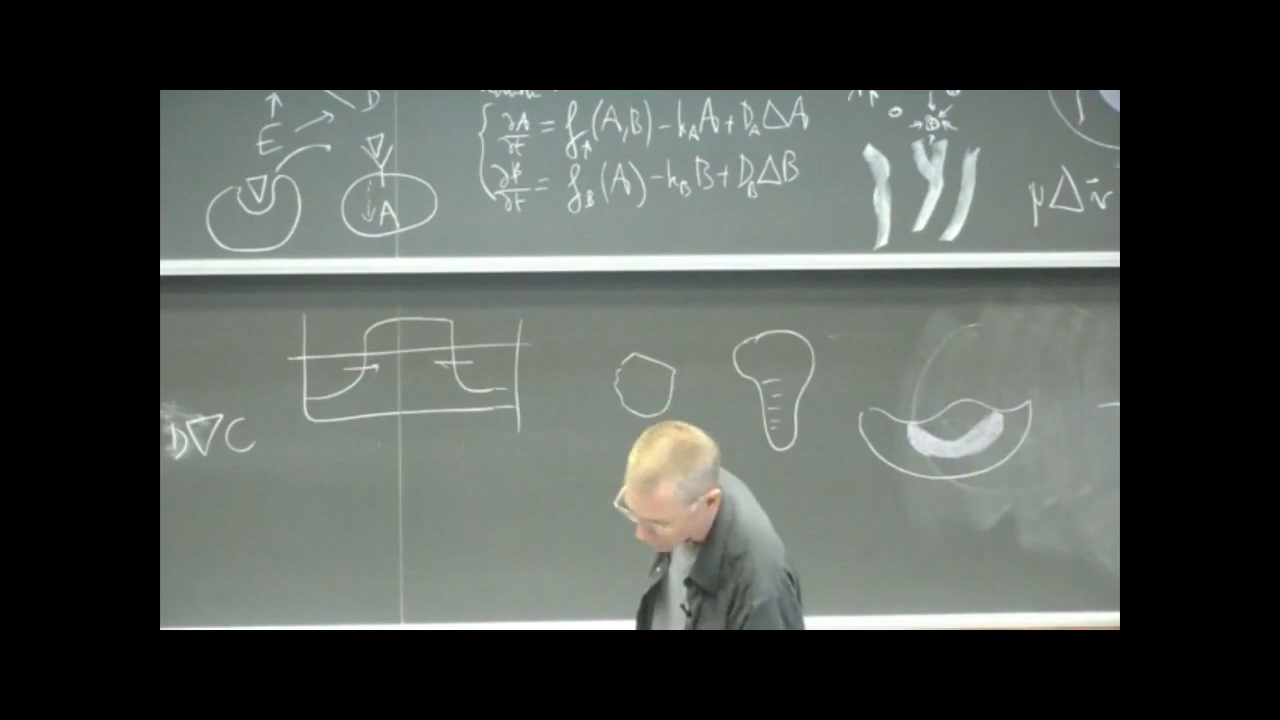 D
E
A
∂A/∂t = f_A(A,B) - k_A A + D_A ΔA
∂B/∂t = f_B(A) - k_B B + D_B ΔB
μΔv
D∇C